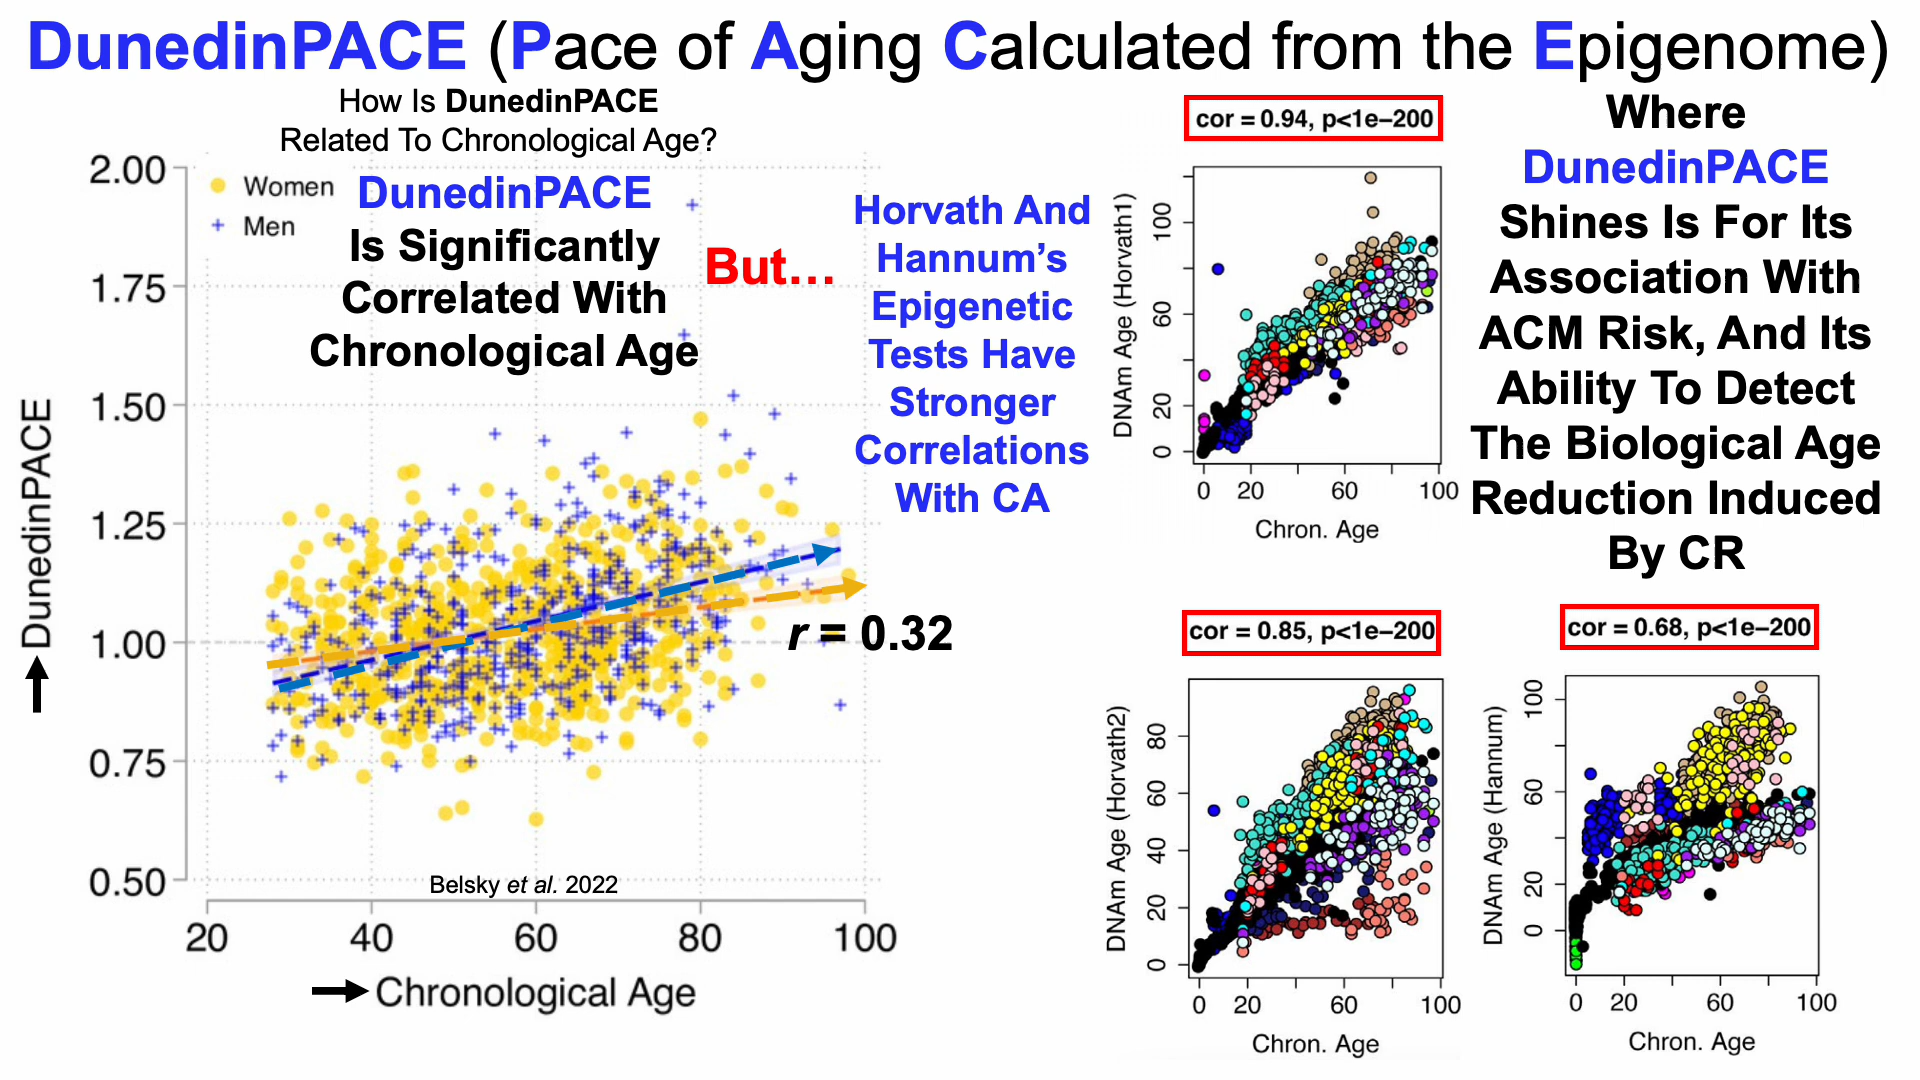 DunedinPACE (Pace of Aging Calculated from the Epigenome)
How Is DunedinPACE
Related To Chronological Age?
DunedinPACE
Is Significantly
Correlated With
Chronological Age
But...
Women
Men
2.00
1.75
1.50
1.25
1.00
0.75
0.50
DunedinPACE
r = 0.32
Belsky et al. 2022
20
40
60
80
100
Chronological Age
Horvath And
Hannum’s
Epigenetic
Tests Have
Stronger
Correlations
With CA
cor = 0.94, p<1e−200
DNAm Age (Horvath1)
100
60
20
0
0
20
60
100
Chron. Age
Where
DunedinPACE
Shines Is For Its
Association With
ACM Risk, And Its
Ability To Detect
The Biological Age
Reduction Induced
By CR
cor = 0.85, p<1e−200
DNAm Age (Horvath2)
80
60
40
20
0
0
20
60
100
Chron. Age
cor = 0.68, p<1e−200
DNAm Age (Hannum)
100
60
20
0
0
20
60
100
Chron. Age